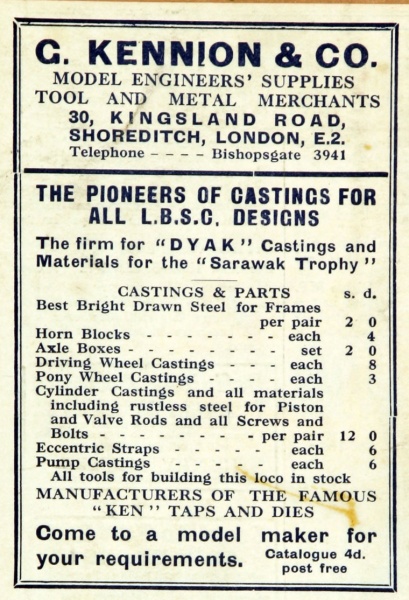 G. KENNION & CO.
MODEL ENGINEERS' SUPPLIES
TOOL AND METAL MERCHANTS
30, KINGSLAND ROAD,
SHOREDITCH, LONDON, E.2.
Telephone - - - - Bishopsgate 3941
THE PIONEERS OF CASTINGS FOR
ALL L.B.S.C. DESIGNS
The firm for "DYAK" Castings and
Materials for the "Sarawak Trophy"
CASTINGS & PARTS s. d.
Best Bright Drawn Steel for Frames
per pair 2 0
Horn Blocks - - - - - - - each 4
Axle Boxes - - - - - - - set 2 0
Driving Wheel Castings - - - each 8
Pony Wheel Castings - - - - each 3
Cylinder Castings and all materials
including rustless steel for Piston
and Valve Rods and all Screws and
Bolts - - - - - - - - per pair 12 0
Eccentric Straps - - - - - each 6
Pump Castings - - - - - each 6
All tools for building this loco in stock
MANUFACTURERS OF THE FAMOUS
"KEN" TAPS AND DIES
Come to a model maker for
your requirements. Catalogue 4d.
post free